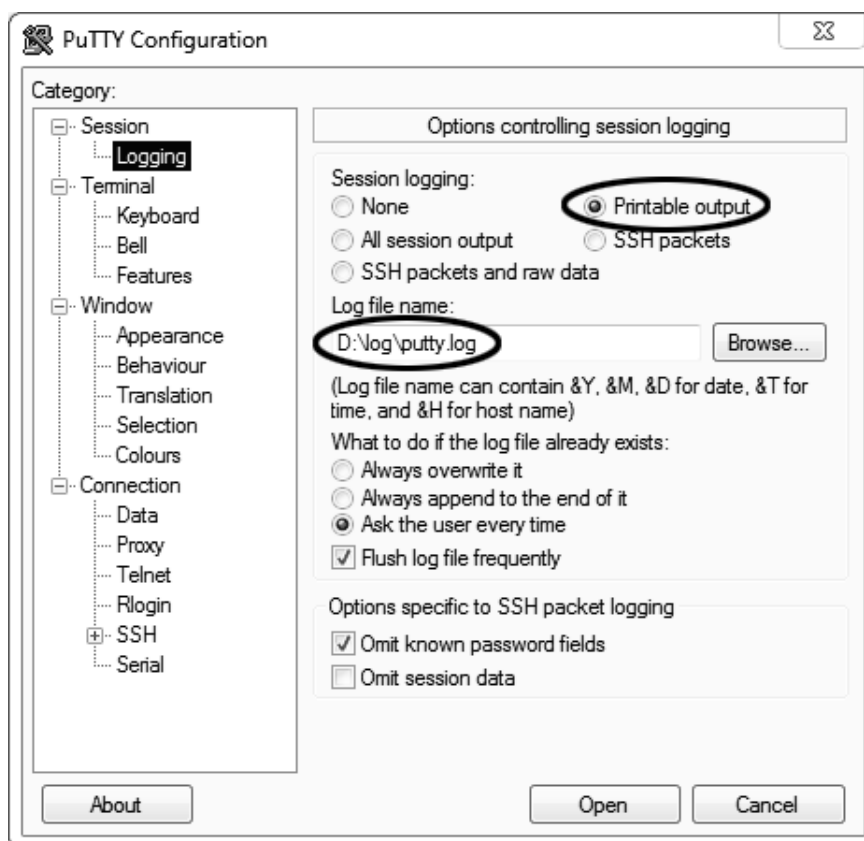 PuTTY Configuration
Category:
Session
Logging
Terminal
Keyboard
Bell
Features
Window
Appearance
Behaviour
Translation
Selection
Colours
Connection
Data
Proxy
Telnet
Rlogin
SSH
Serial
Options controlling session logging
Session logging:
None
Printable output
All session output
SSH packets
SSH packets and raw data
Log file name:
D:\log\putty.log
Browse...
(Log file name can contain &Y, &M, &D for date, &T for
time, and &H for host name)
What to do if the log file already exists:
Always overwrite it
Always append to the end of it
Ask the user every time
Flush log file frequently
Options specific to SSH packet logging
Omit known password fields
Omit session data
About
Open
Cancel